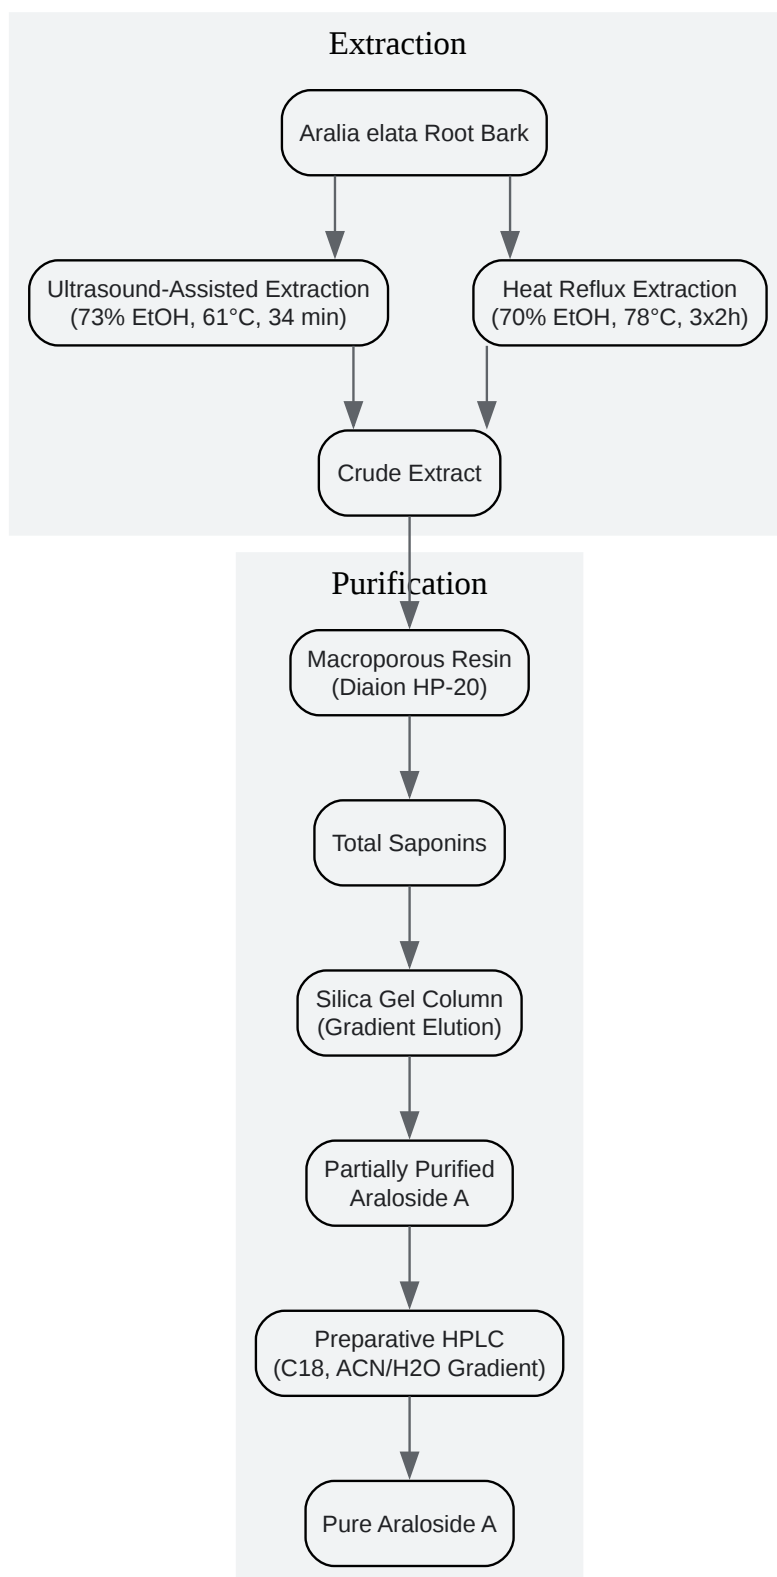 Extraction
Aralia elata Root Bark
Ultrasound-Assisted Extraction
(73% EtOH, 61°C, 34 min)
Heat Reflux Extraction
(70% EtOH, 78°C, 3x2h)
Crude Extract
Purification
Macroporous Resin
(Diaion HP-20)
Total Saponins
Silica Gel Column
(Gradient Elution)
Partially Purified
Araloside A
Preparative HPLC
(C18, ACN/H2O Gradient)
Pure Araloside A